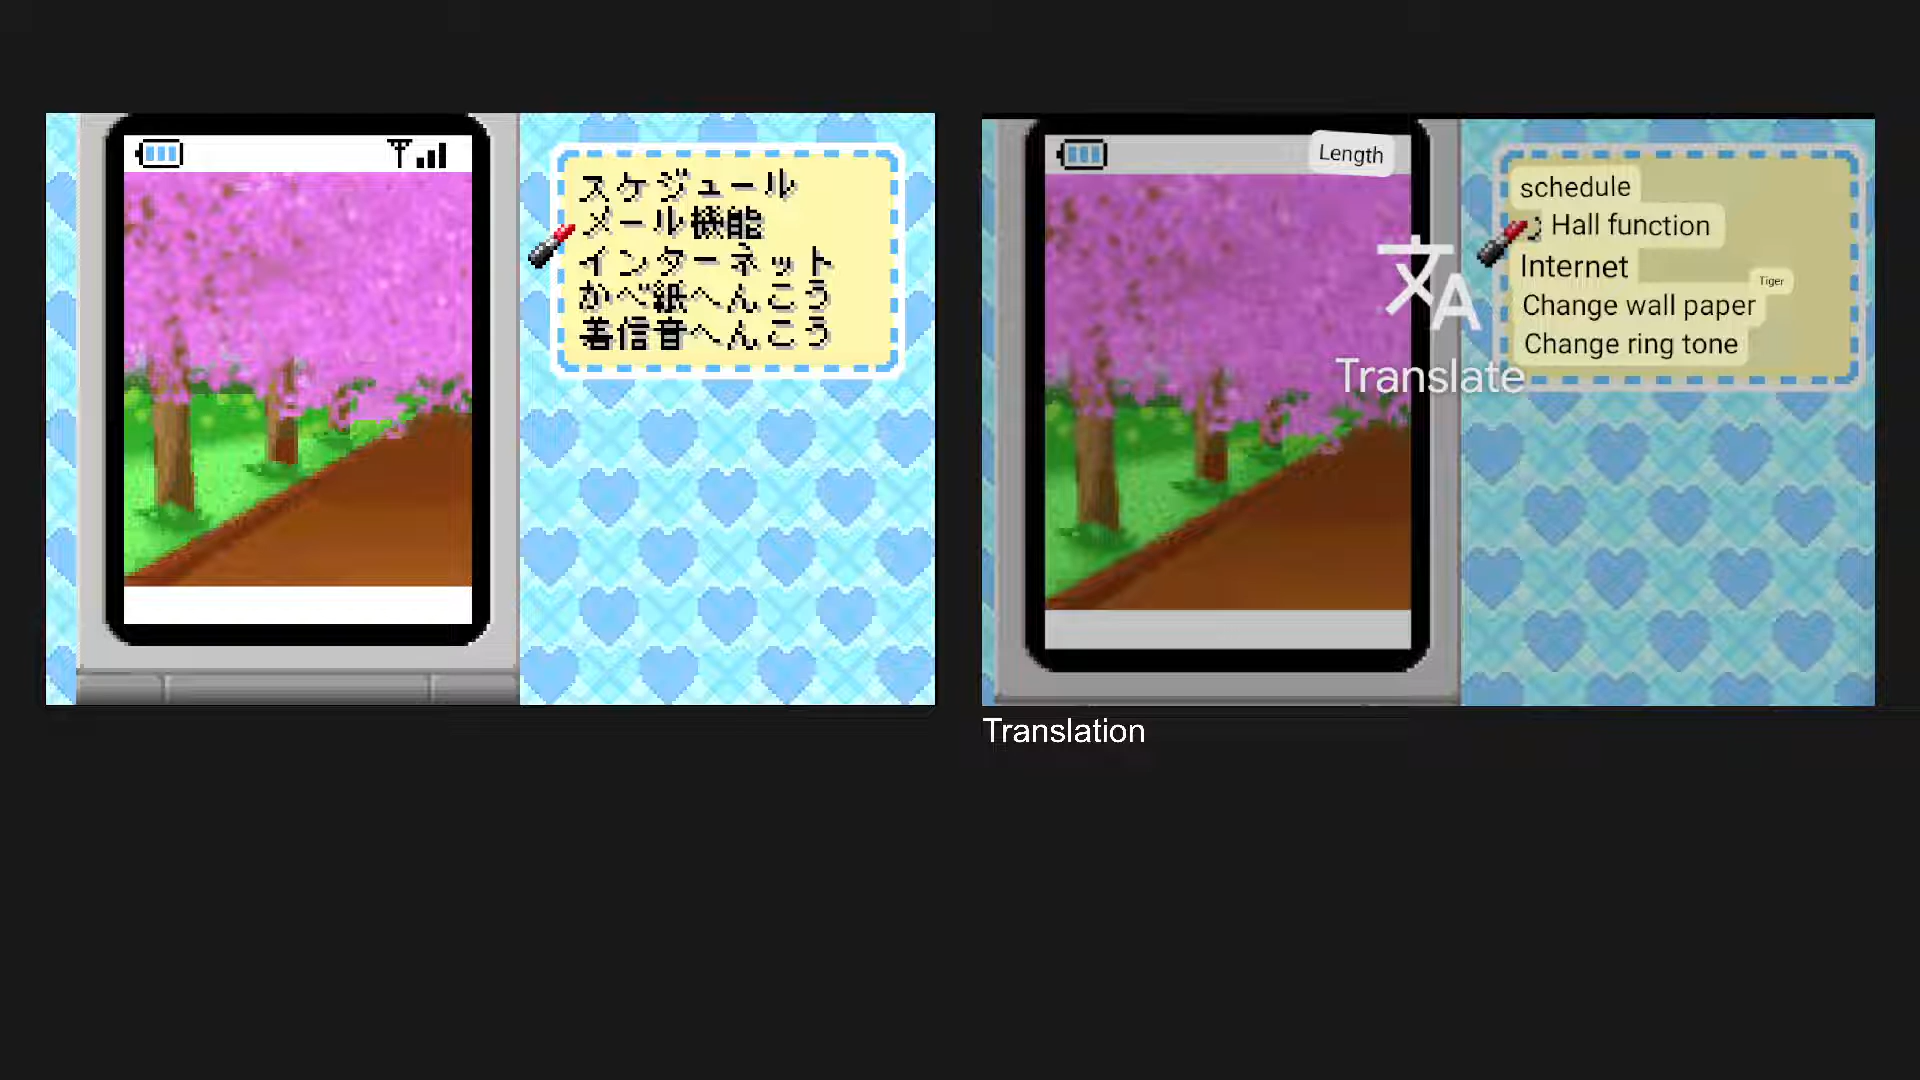 スケジュール
メール機能
インターネット
かべ紙へんこう
着信音へんこう
Length
schedule
Hall function
Internet
Tiger
Change wall paper
Change ring tone
文A
Translate
Translation